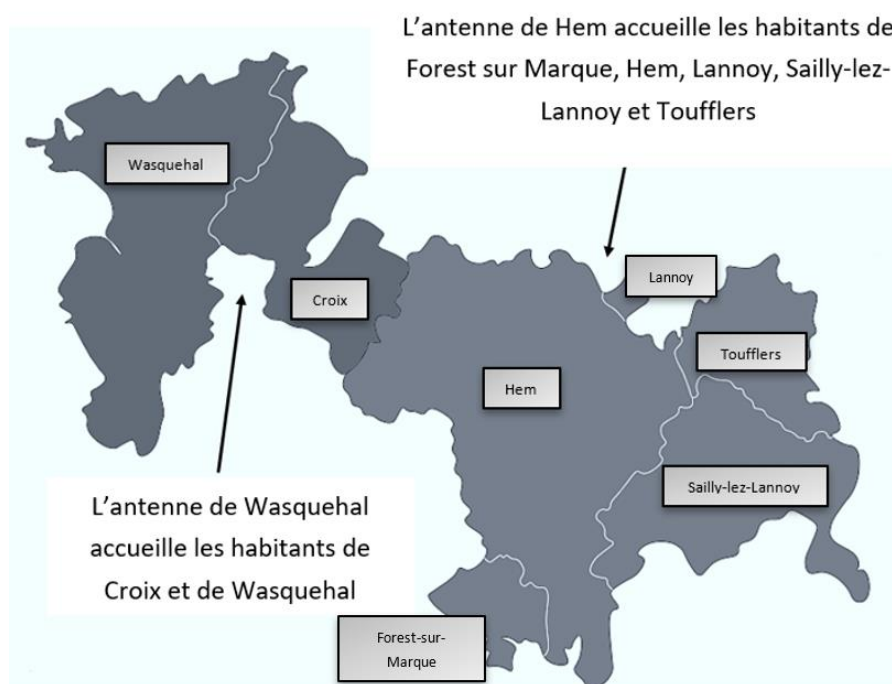 L’antenne de Hem accueille les habitants de
Forest sur Marque, Hem, Lannoy, Sailly-lez-
Lannoy et Toufflers
Wasquehal
Lannoy
Croix
Toufflers
Hem
Sailly-lez-Lannoy
L’antenne de Wasquehal
accueille les habitants de
Croix et de Wasquehal
Forest-sur-
Marque